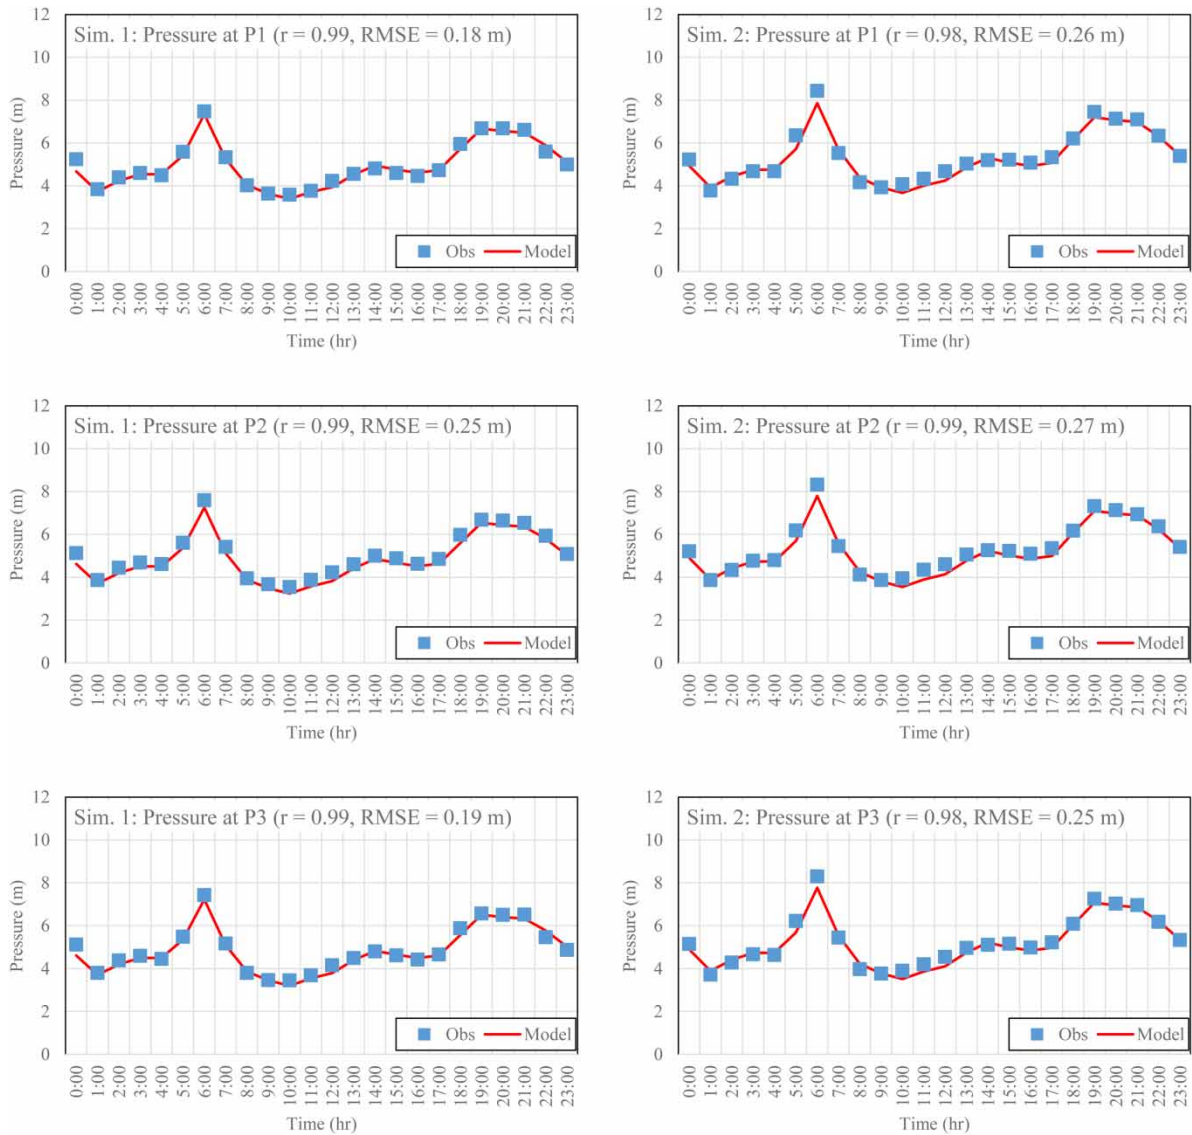 Sim. 1: Pressure at P1 (r = 0.99, RMSE = 0.18 m)
12
10
8
6
4
2
0
Pressure (m)
Obs Model
0:00 1:00 2:00 3:00 4:00 5:00 6:00 7:00 8:00 9:00 10:00 11:00 12:00 13:00 14:00 15:00 16:00 17:00 18:00 19:00 20:00 21:00 22:00 23:00
Time (hr)
Sim. 2: Pressure at P1 (r = 0.98, RMSE = 0.26 m)
12
10
8
6
4
2
0
Pressure (m)
Obs Model
0:00 1:00 2:00 3:00 4:00 5:00 6:00 7:00 8:00 9:00 10:00 11:00 12:00 13:00 14:00 15:00 16:00 17:00 18:00 19:00 20:00 21:00 22:00 23:00
Time (hr)
Sim. 1: Pressure at P2 (r = 0.99, RMSE = 0.25 m)
12
10
8
6
4
2
0
Pressure (m)
Obs Model
0:00 1:00 2:00 3:00 4:00 5:00 6:00 7:00 8:00 9:00 10:00 11:00 12:00 13:00 14:00 15:00 16:00 17:00 18:00 19:00 20:00 21:00 22:00 23:00
Time (hr)
Sim. 2: Pressure at P2 (r = 0.99, RMSE = 0.27 m)
12
10
8
6
4
2
0
Pressure (m)
Obs Model
0:00 1:00 2:00 3:00 4:00 5:00 6:00 7:00 8:00 9:00 10:00 11:00 12:00 13:00 14:00 15:00 16:00 17:00 18:00 19:00 20:00 21:00 22:00 23:00
Time (hr)
Sim. 1: Pressure at P3 (r = 0.99, RMSE = 0.19 m)
12
10
8
6
4
2
0
Pressure (m)
Obs Model
0:00 1:00 2:00 3:00 4:00 5:00 6:00 7:00 8:00 9:00 10:00 11:00 12:00 13:00 14:00 15:00 16:00 17:00 18:00 19:00 20:00 21:00 22:00 23:00
Time (hr)
Sim. 2: Pressure at P3 (r = 0.98, RMSE = 0.25 m)
12
10
8
6
4
2
0
Pressure (m)
Obs Model
0:00 1:00 2:00 3:00 4:00 5:00 6:00 7:00 8:00 9:00 10:00 11:00 12:00 13:00 14:00 15:00 16:00 17:00 18:00 19:00 20:00 21:00 22:00 23:00
Time (hr)